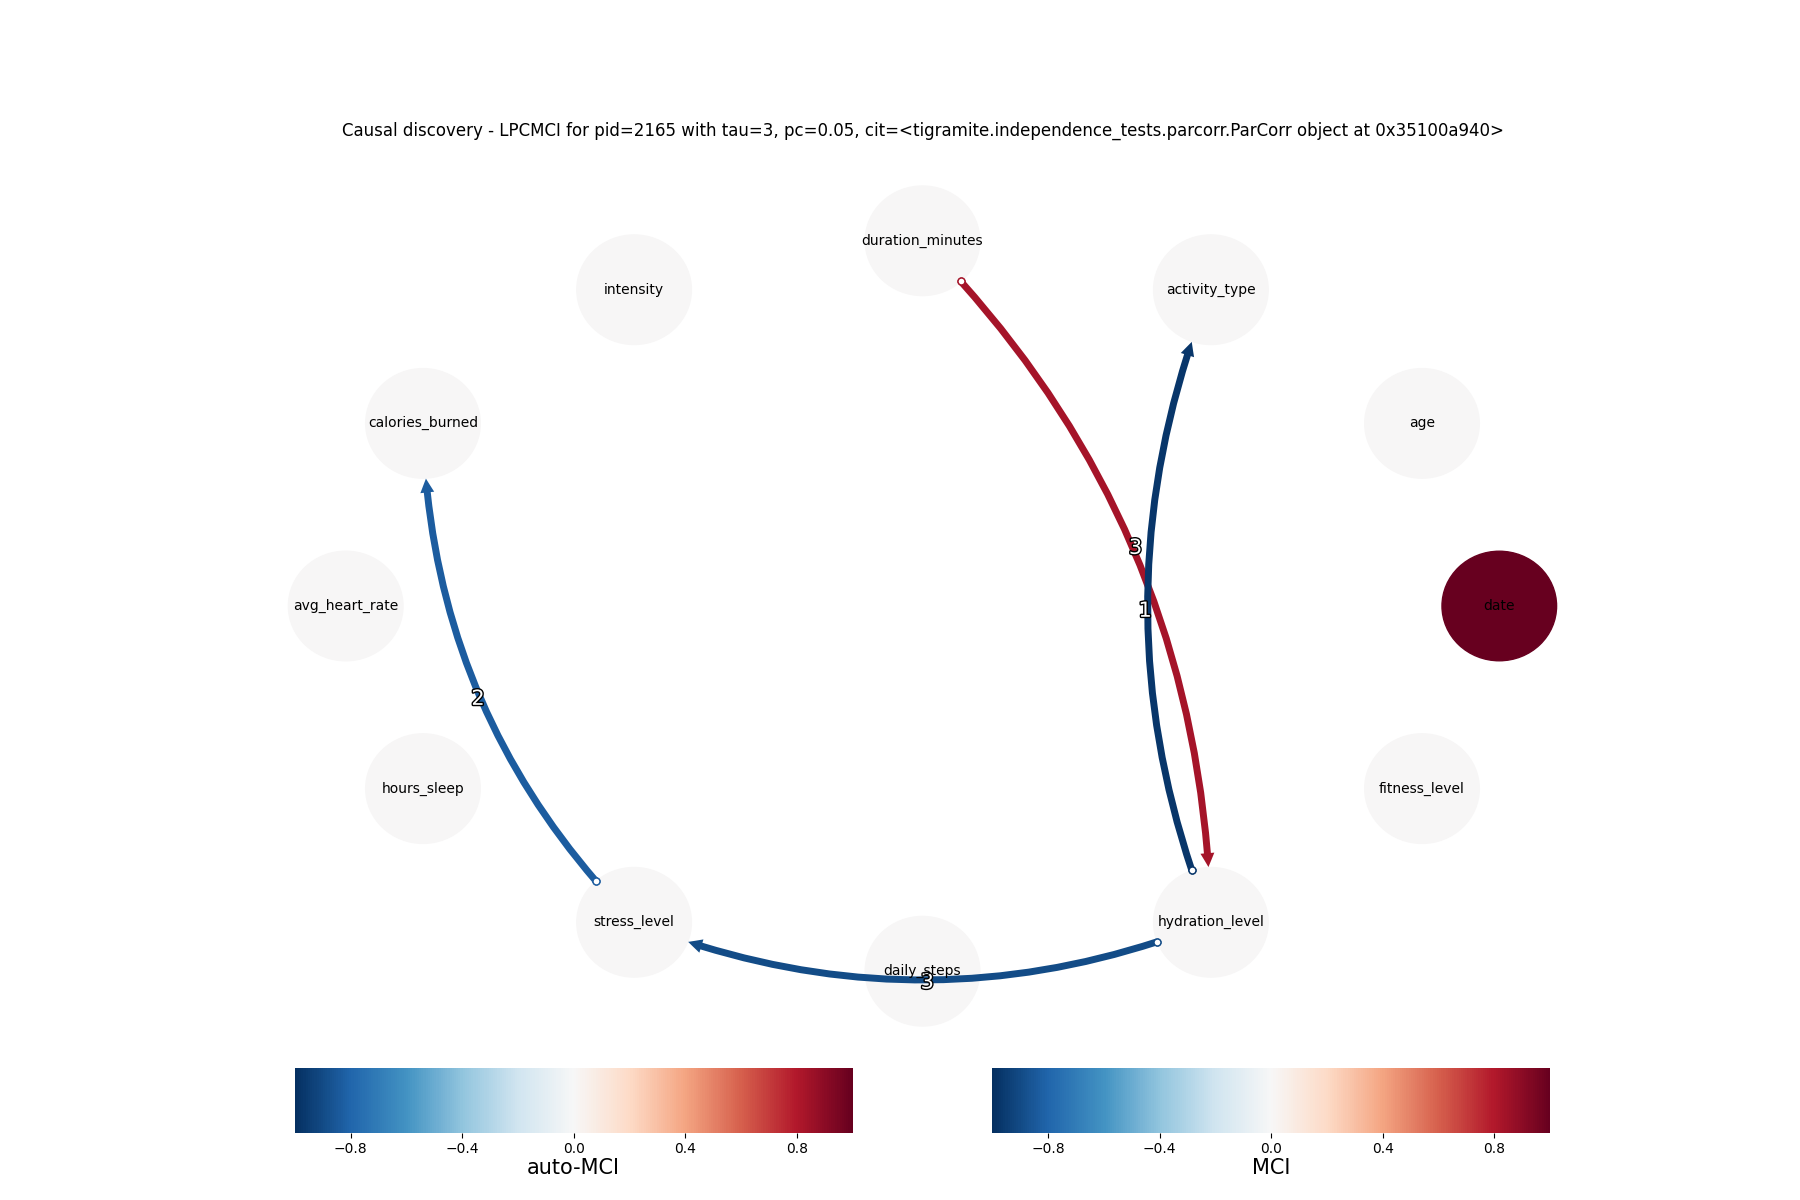 Causal discovery - LPCMCI for pid=2165 with tau=3, pc=0.05, cit=<tigramite.independence_tests.parcorr.ParCorr object at 0x35100a940>
duration_minutes
intensity
activity_type
calories_burned
age
3
avg_heart_rate
1
date
2
hours_sleep
fitness_level
stress_level
hydration_level
daily_steps
3
−0.8 −0.4 0.0 0.4 0.8
auto-MCI
−0.8 −0.4 0.0 0.4 0.8
MCI